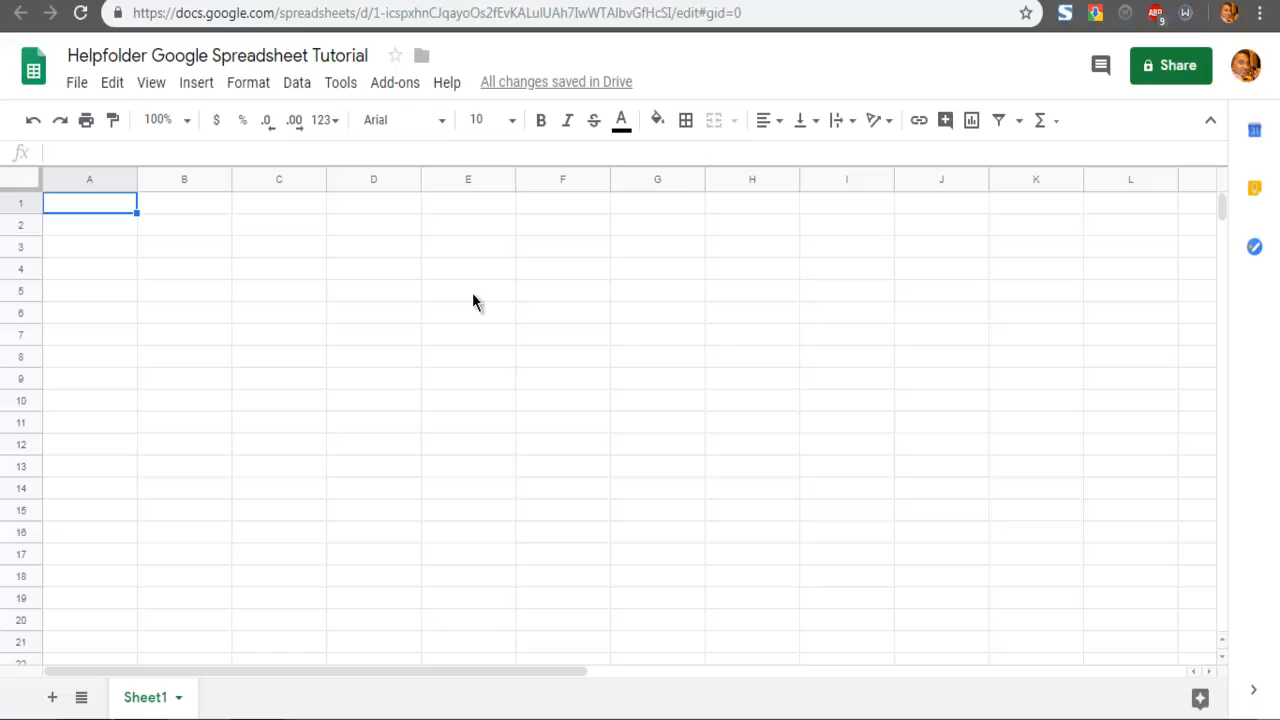 https://docs.google.com/spreadsheets/d/1-icspxhnCJqayoOs2fEvKALulUAh7IwWTAlbvGfHcSI/edit#gid=0
Helpfolder Google Spreadsheet Tutorial
File Edit View Insert Format Data Tools Add-ons Help All changes saved in Drive
Share
100% $ % .0 .00 123 Arial 10 B I S A Σ
fx
A B C D E F G H I J K L
1
2
3
4
5
6
7
8
9
10
11
12
13
14
15
16
17
18
19
20
21
22
+ Sheet1